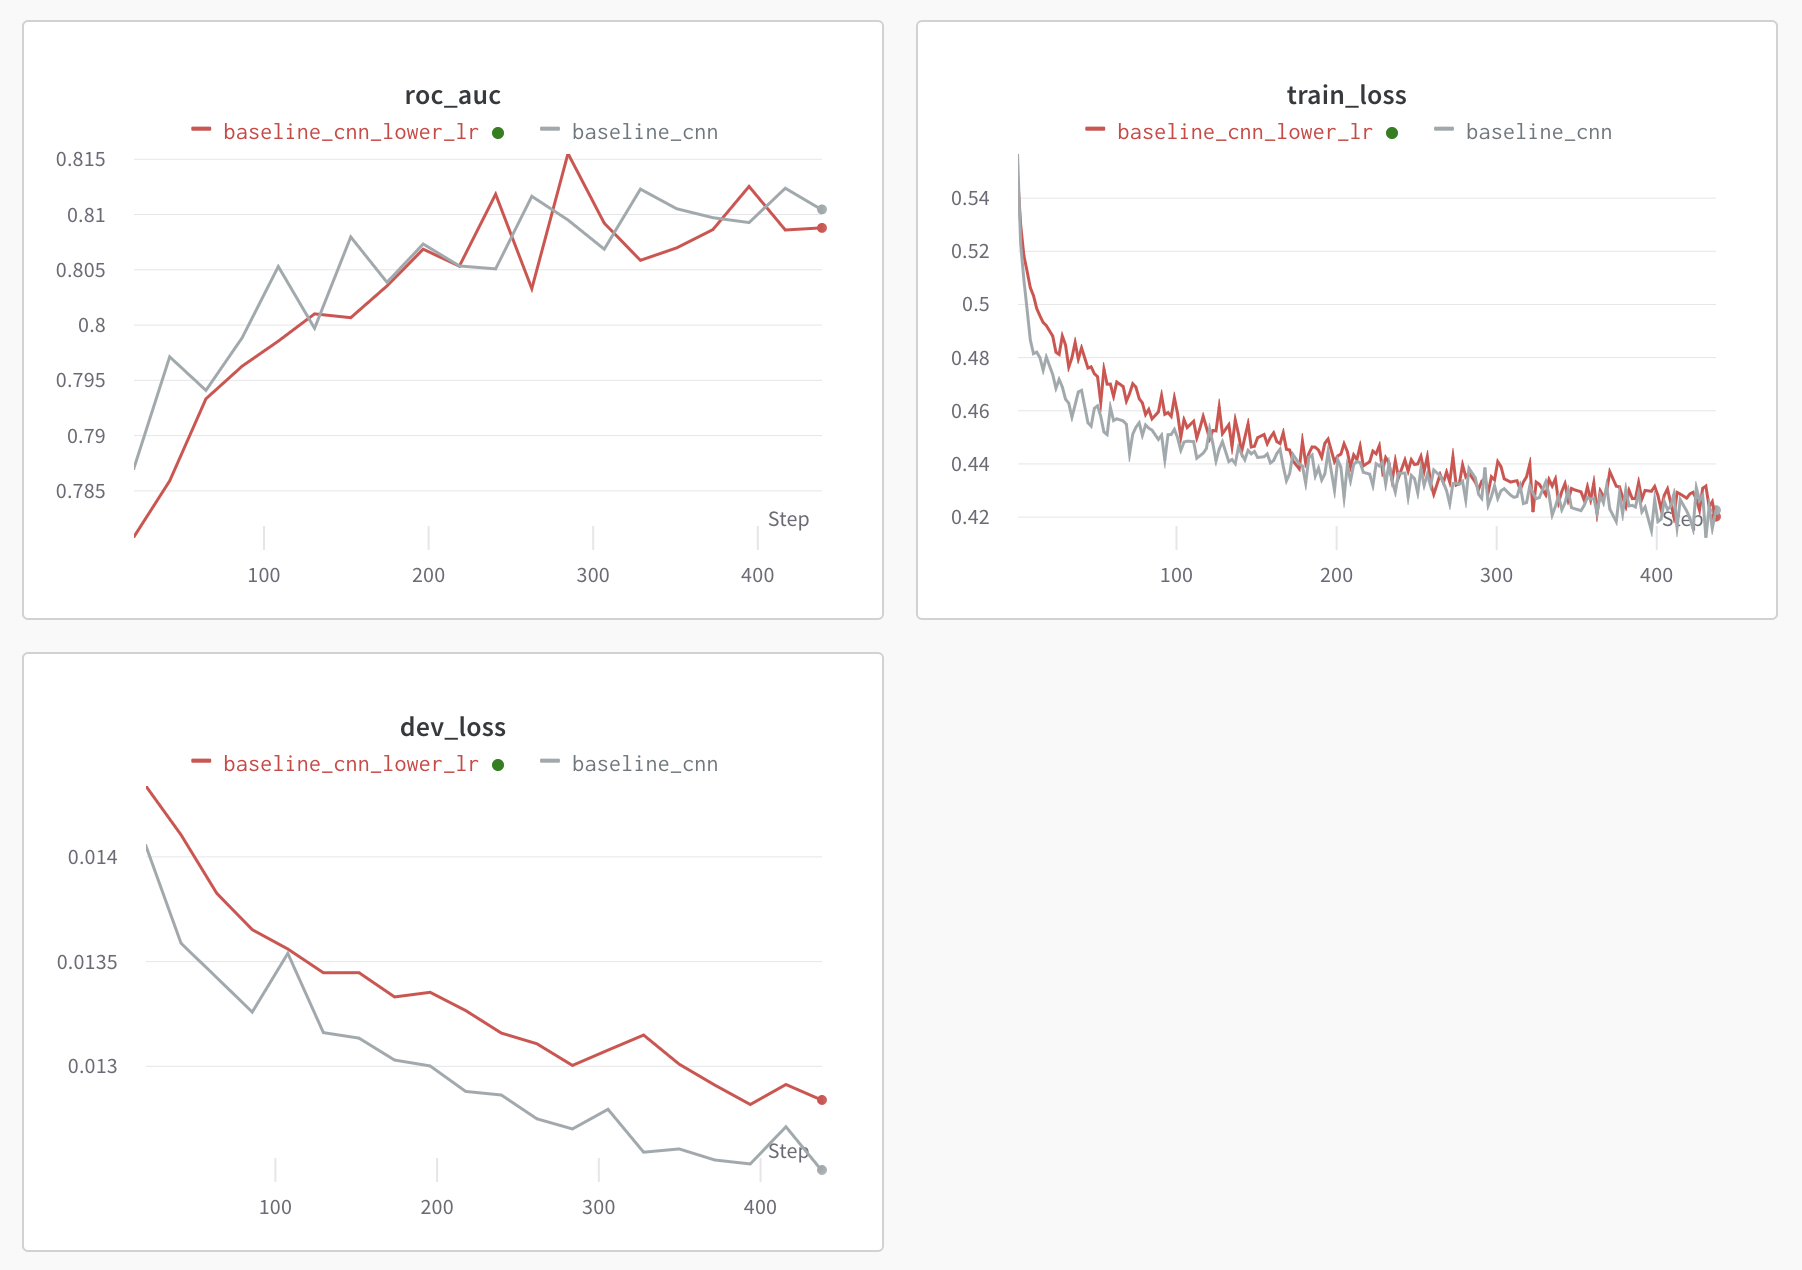 roc_auc
baseline_cnn_lower_lr baseline_cnn
0.815
0.81
0.805
0.8
0.795
0.79
0.785
Step
100 200 300 400
train_loss
baseline_cnn_lower_lr baseline_cnn
0.54
0.52
0.5
0.48
0.46
0.44
0.42
Step
100 200 300 400
dev_loss
baseline_cnn_lower_lr baseline_cnn
0.014
0.0135
0.013
Step
100 200 300 400